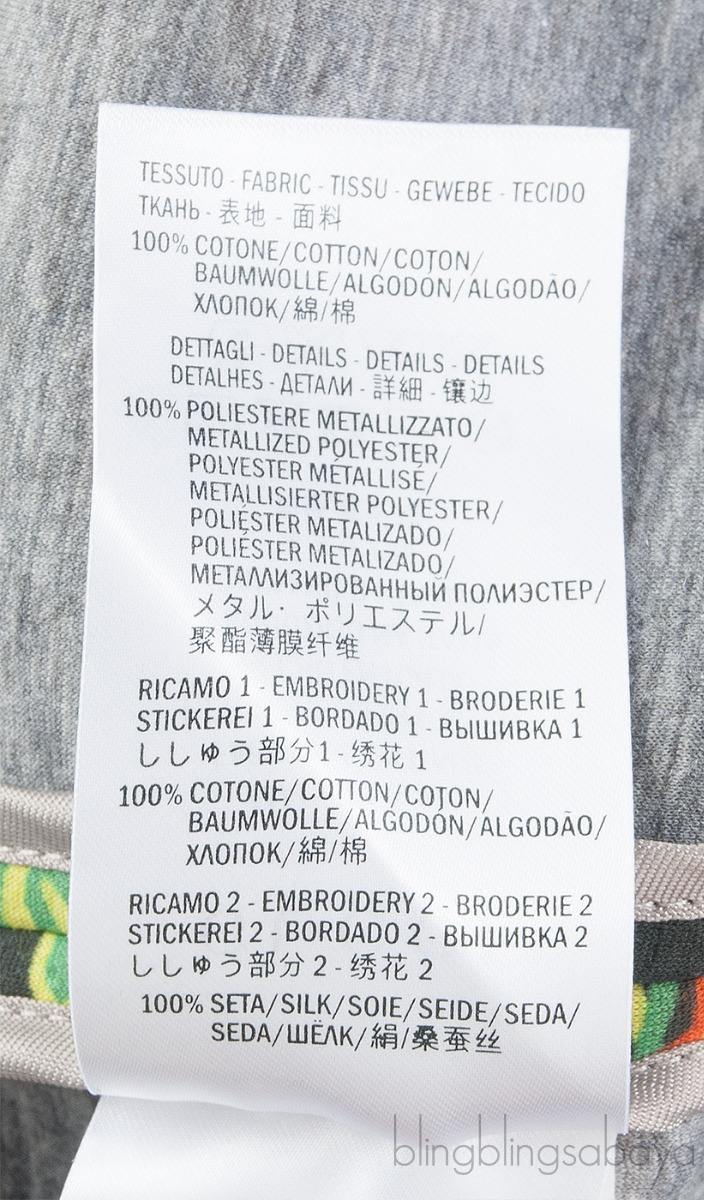 TESSUTO - FABRIC - TISSU - GEWEBE - TECIDO
ТКАНЬ - 表地 - 面料
100% COTONE/COTTON/COTON/
BAUMWOLLE/ALGODÓN/ALGODÃO/
ХЛОПОК/綿/棉
DETTAGLI - DETAILS - DETAILS - DETAILS
DETALHES - ДЕТАЛИ - 詳細 - 镶边
100% POLIESTERE METALLIZZATO/
METALLIZED POLYESTER/
POLYESTER MÉTALLISÉ/
METALLISIERTER POLYESTER/
POLIÉSTER METALIZADO/
POLIÉSTER METALIZADO/
МЕТАЛЛИЗИРОВАННЫЙ ПОЛИЭСТЕР/
メタル・ポリエステル/
聚酯薄膜纤维
RICAMO 1 - EMBROIDERY 1 - BRODERIE 1
STICKEREI 1 - BORDADO 1 - ВЫШИВКА 1
ししゅう部分1 - 绣花 1
100% COTONE/COTTON/COTON/
BAUMWOLLE/ALGODÓN/ALGODÃO/
ХЛОПОК/綿/棉
RICAMO 2 - EMBROIDERY 2 - BRODERIE 2
STICKEREI 2 - BORDADO 2 - ВЫШИВКА 2
ししゅう部分 2 - 绣花 2
100% SETA/SILK/SOIE/SEIDE/SEDA/
SEDA/ШЁЛК/絹/桑蚕丝
blingblingsabaya